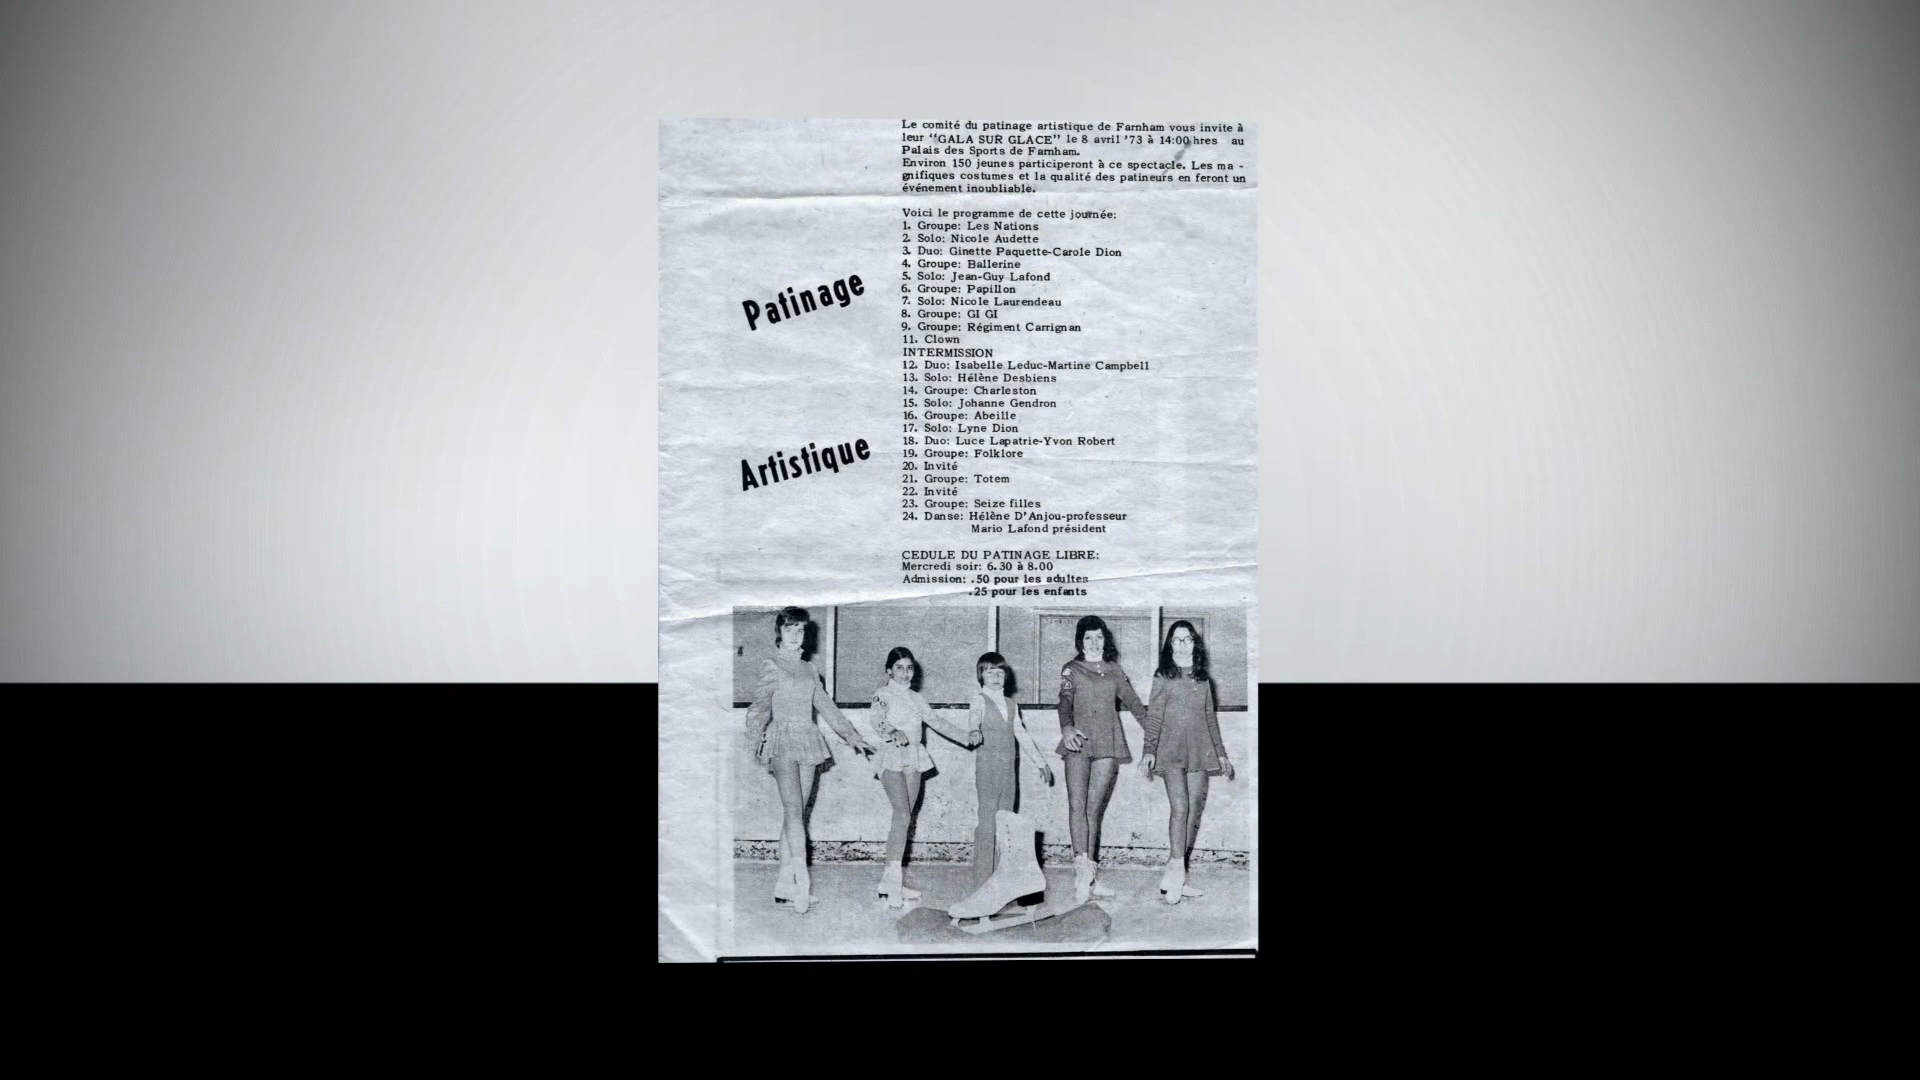 Le comité du patinage artistique de Farnham vous invite à
leur "GALA SUR GLACE" le 8 avril '73 à 14:00 hres au
Palais des Sports de Farnham.
Environ 150 jeunes participeront à ce spectacle. Les ma -
gnifiques costumes et la qualité des patineurs en feront un
événement inoubliable.
Voici le programme de cette journée:
1. Groupe: Les Nations
2. Solo: Nicole Audette
3. Duo: Ginette Paquette-Carole Dion
4. Groupe: Ballerine
5. Solo: Jean-Guy Lafond
6. Groupe: Papillon
7. Solo: Nicole Laurendeau
8. Groupe: GI GI
9. Groupe: Régiment Carrignan
11. Clown
INTERMISSION
12. Duo: Isabelle Leduc-Martine Campbell
13. Solo: Hélène Desbiens
14. Groupe: Charleston
15. Solo: Johanne Gendron
16. Groupe: Abeille
17. Solo: Lyne Dion
18. Duo: Luce Lapatrie-Yvon Robert
19. Groupe: Folklore
20. Invité
21. Groupe: Totem
22. Invité
23. Groupe: Seize filles
24. Danse: Hélène D'Anjou-professeur
Mario Lafond président
CEDULE DU PATINAGE LIBRE:
Mercredi soir: 6.30 à 8.00
Admission: .50 pour les adultes
.25 pour les enfants
Patinage
Artistique